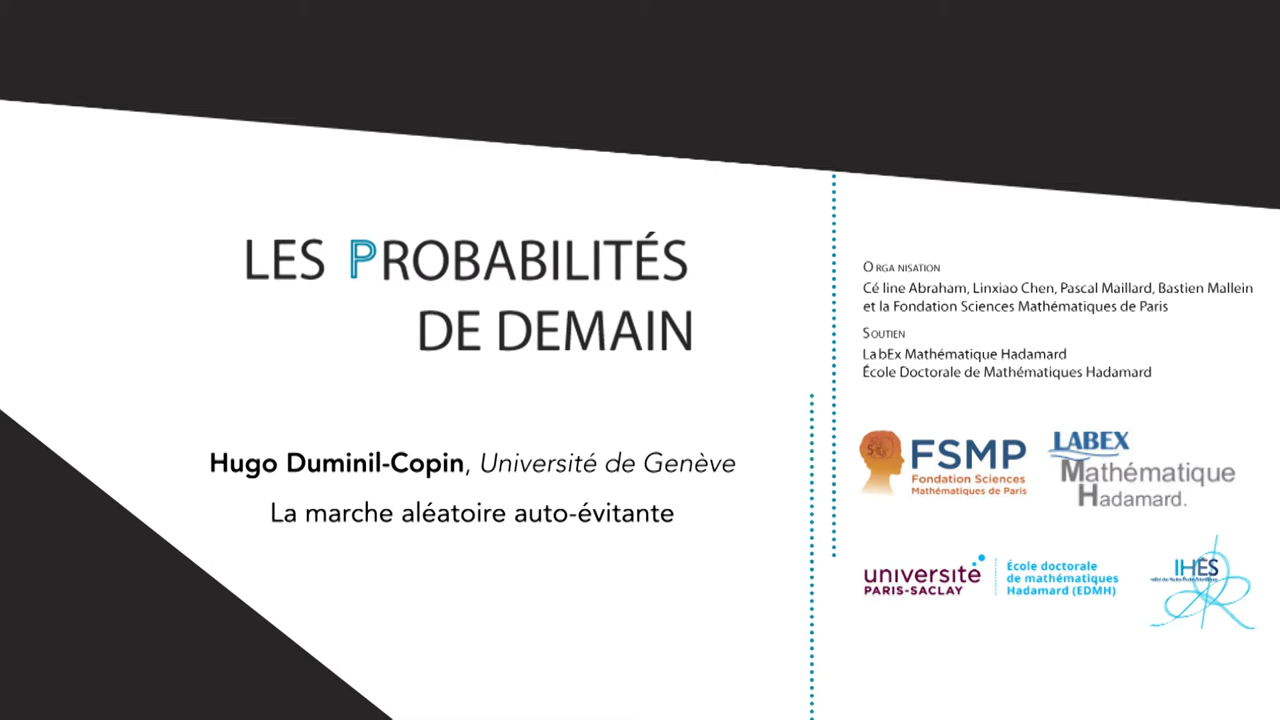 LES PROBABILITÉS
DE DEMAIN
Hugo Duminil-Copin, Université de Genève
La marche aléatoire auto-évitante
ORGANISATION
Céline Abraham, Linxiao Chen, Pascal Maillard, Bastien Mallein
et la Fondation Sciences Mathématiques de Paris
SOUTIEN
LabEx Mathématique Hadamard
École Doctorale de Mathématiques Hadamard
FSMP
Fondation Sciences
Mathématiques de Paris
LABEX
Mathématique
Hadamard.
université
PARIS-SACLAY
École doctorale
de mathématiques
Hadamard (EDMH)
IHES